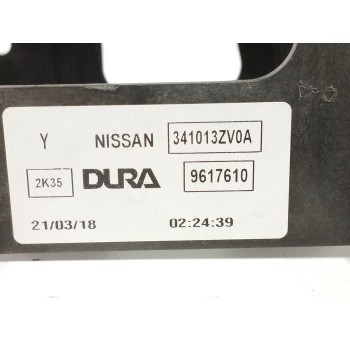 Y NISSAN 341013ZV0A
2K35 DURA 9617610
21/03/18 02:24:39